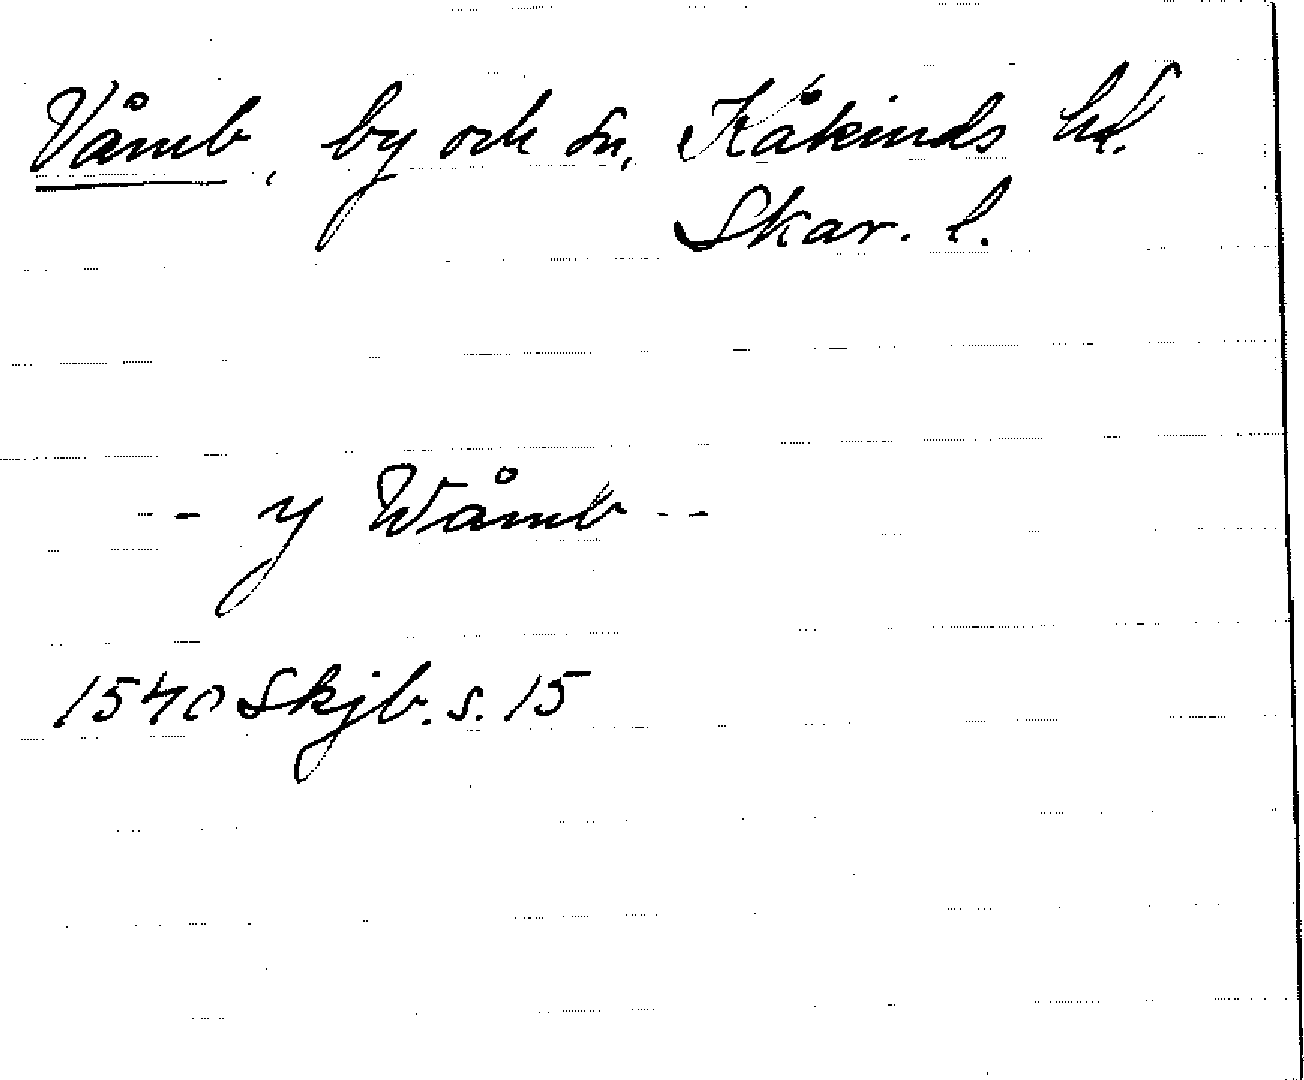 Våmb, by och sn, Kåkinds hd.
Skar. l.
-- y Wåmb --
1540 Skjb. s. 15